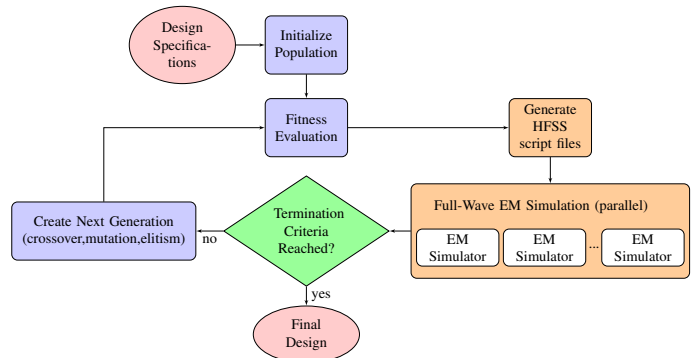 Design
Specifica-
tions
Initialize
Population
Fitness
Evaluation
Generate
HFSS
script files
Full-Wave EM Simulation (parallel)
EM
Simulator
EM
Simulator
...
EM
Simulator
Termination
Criteria
Reached?
no
Create Next Generation
(crossover,mutation,elitism)
yes
Final
Design